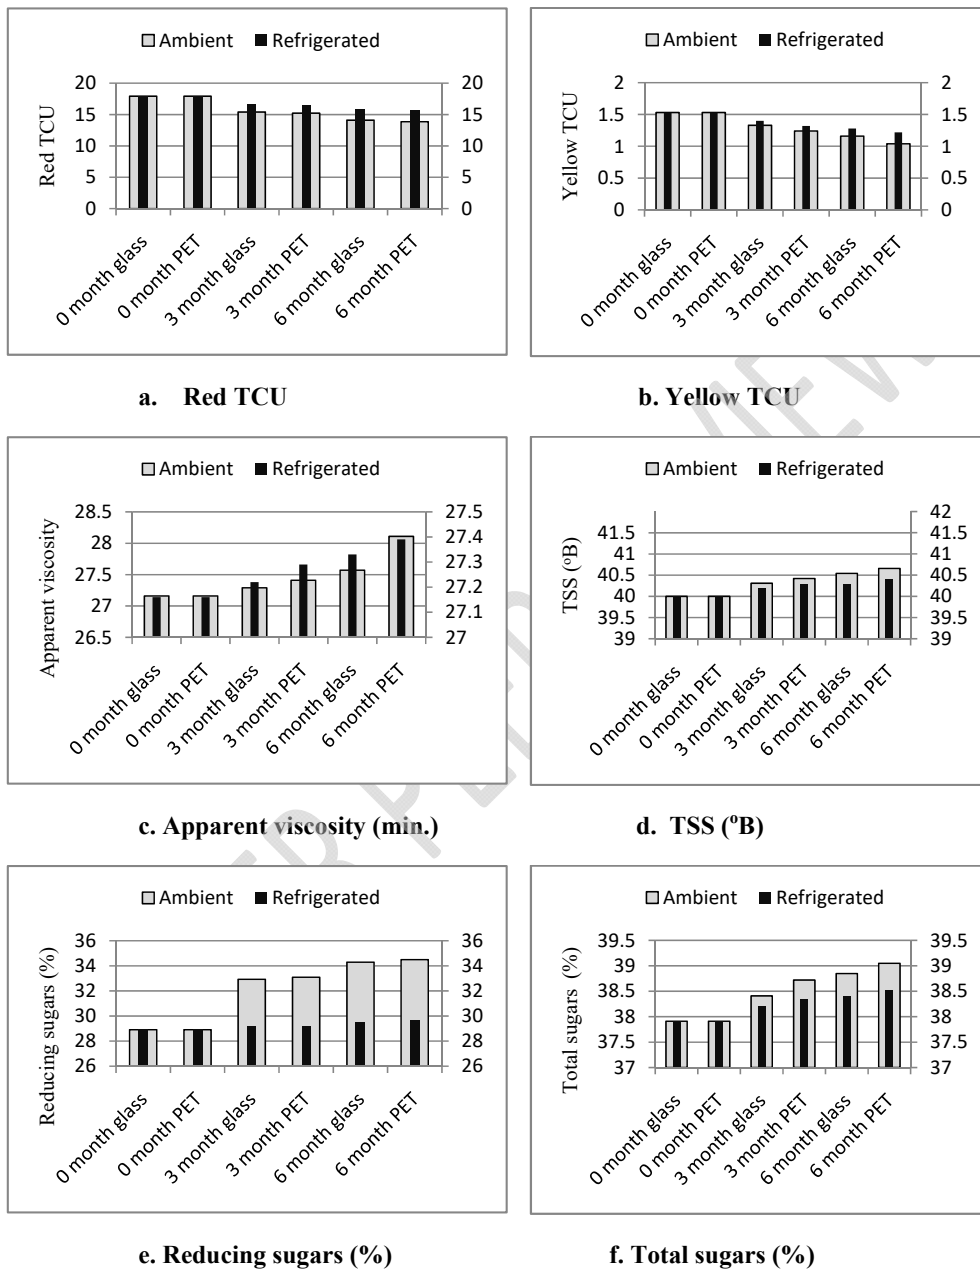 Ambient Refrigerated
Red TCU
20
15
10
5
0
20
15
10
5
0
0 month glass
0 month PET
3 month glass
3 month PET
6 month glass
6 month PET
a. Red TCU
Ambient Refrigerated
Yellow TCU
2
1.5
1
0.5
0
2
1.5
1
0.5
0
0 month glass
0 month PET
3 month glass
3 month PET
6 month glass
6 month PET
b. Yellow TCU
Ambient Refrigerated
Apparent viscosity
28.5
28
27.5
27
26.5
27.5
27.4
27.3
27.2
27.1
27
0 month glass
0 month PET
3 month glass
3 month PET
6 month glass
6 month PET
c. Apparent viscosity (min.)
Ambient Refrigerated
TSS (ºB)
41.5
41
40.5
40
39.5
39
42
41.5
41
40.5
40
39.5
39
0 month glass
0 month PET
3 month glass
3 month PET
6 month glass
6 month PET
d. TSS (ºB)
Ambient Refrigerated
Reducing sugars (%)
36
34
32
30
28
26
36
34
32
30
28
26
0 month glass
0 month PET
3 month glass
3 month PET
6 month glass
6 month PET
e. Reducing sugars (%)
Ambient Refrigerated
Total sugars (%)
39.5
39
38.5
38
37.5
37
39.5
39
38.5
38
37.5
37
0 month glass
0 month PET
3 month glass
3 month PET
6 month glass
6 month PET
f. Total sugars (%)